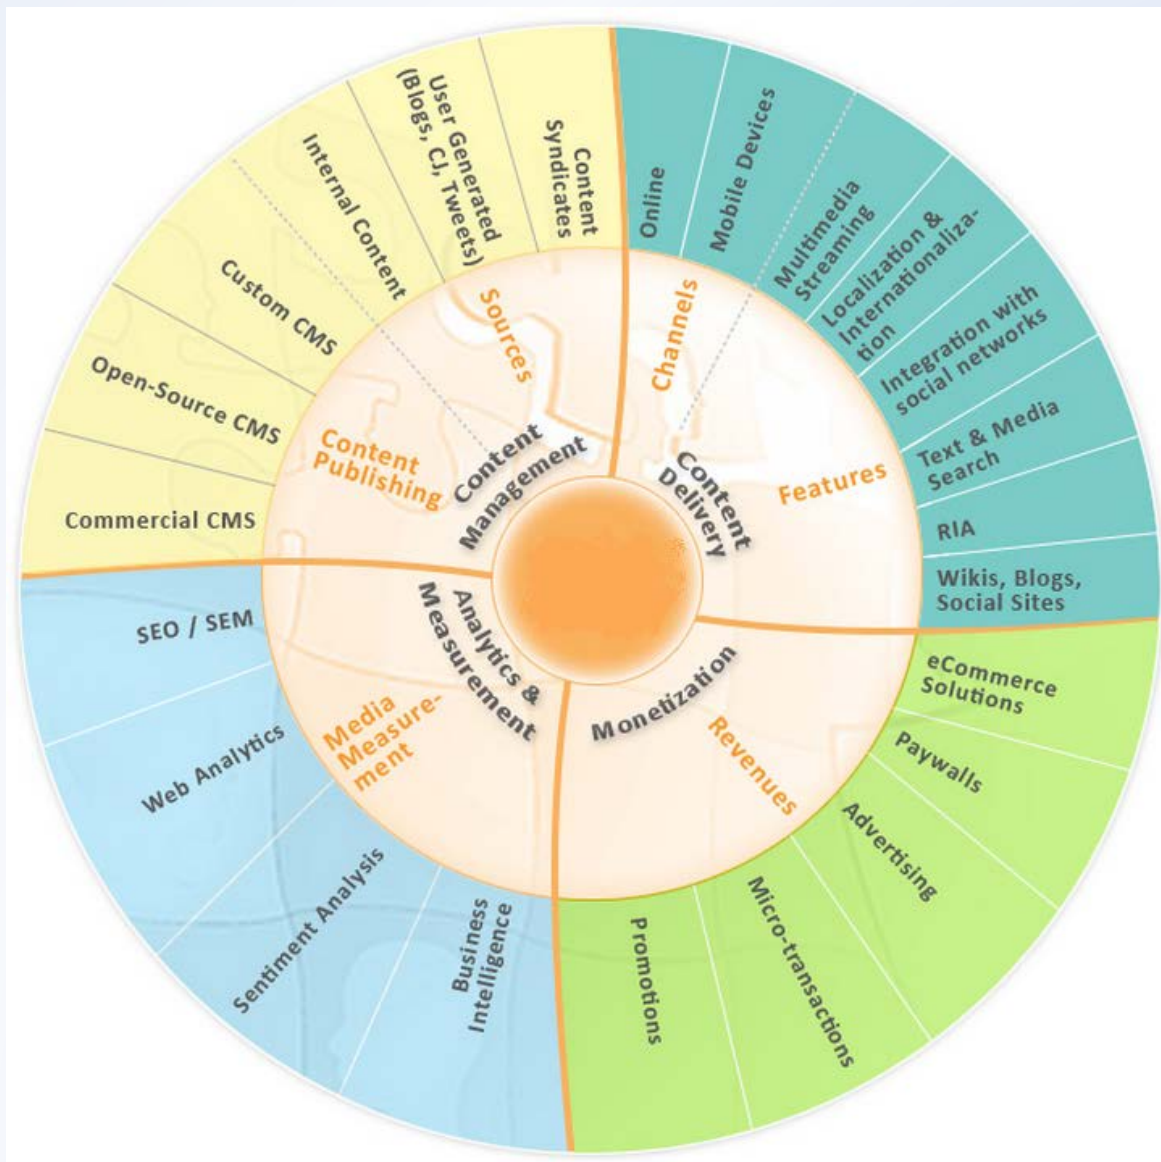 Content
Management
Sources
Content
Syndicates
User Generated
(Blogs, CJ, Tweets)
Internal Content
Content
Publishing
Custom CMS
Open-Source CMS
Commercial CMS
Content
Delivery
Channels
Online
Mobile Devices
Features
Multimedia
Streaming
Localization &
Internationaliza-
tion
Integration with
social networks
Text & Media
Search
RIA
Wikis, Blogs,
Social Sites
Monetization
Revenues
eCommerce
Solutions
Paywalls
Advertising
Micro-transactions
Promotions
Analytics &
Measurement
Media
Measure-
ment
SEO / SEM
Web Analytics
Sentiment Analysis
Business
Intelligence